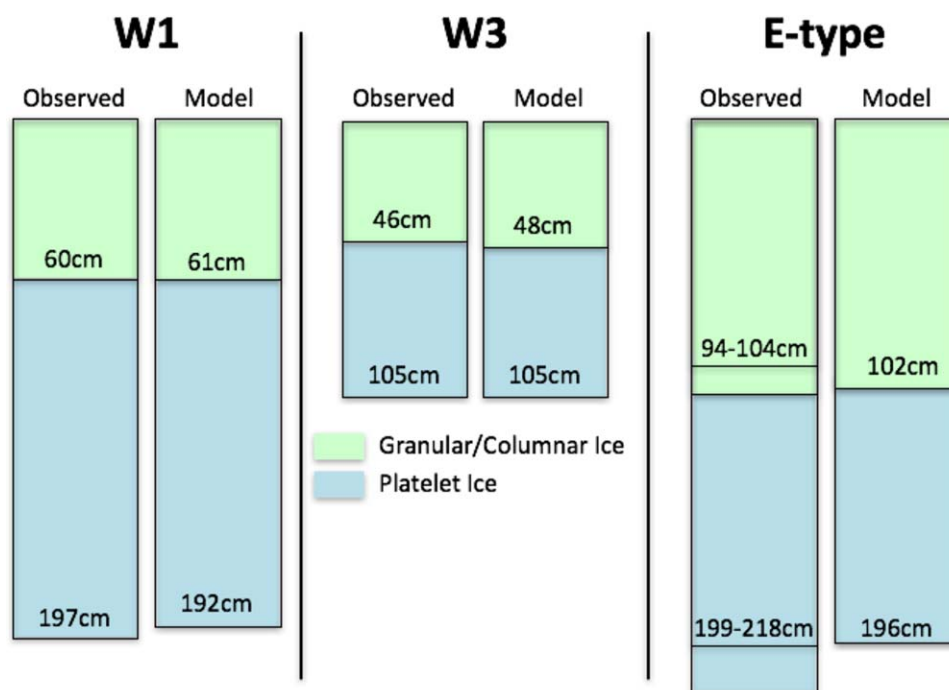 W1
W3
E-type
Observed
Model
Observed
Model
Observed
Model
60cm
61cm
46cm
48cm
94-104cm
102cm
105cm
105cm
Granular/Columnar Ice
Platelet Ice
197cm
192cm
199-218cm
196cm